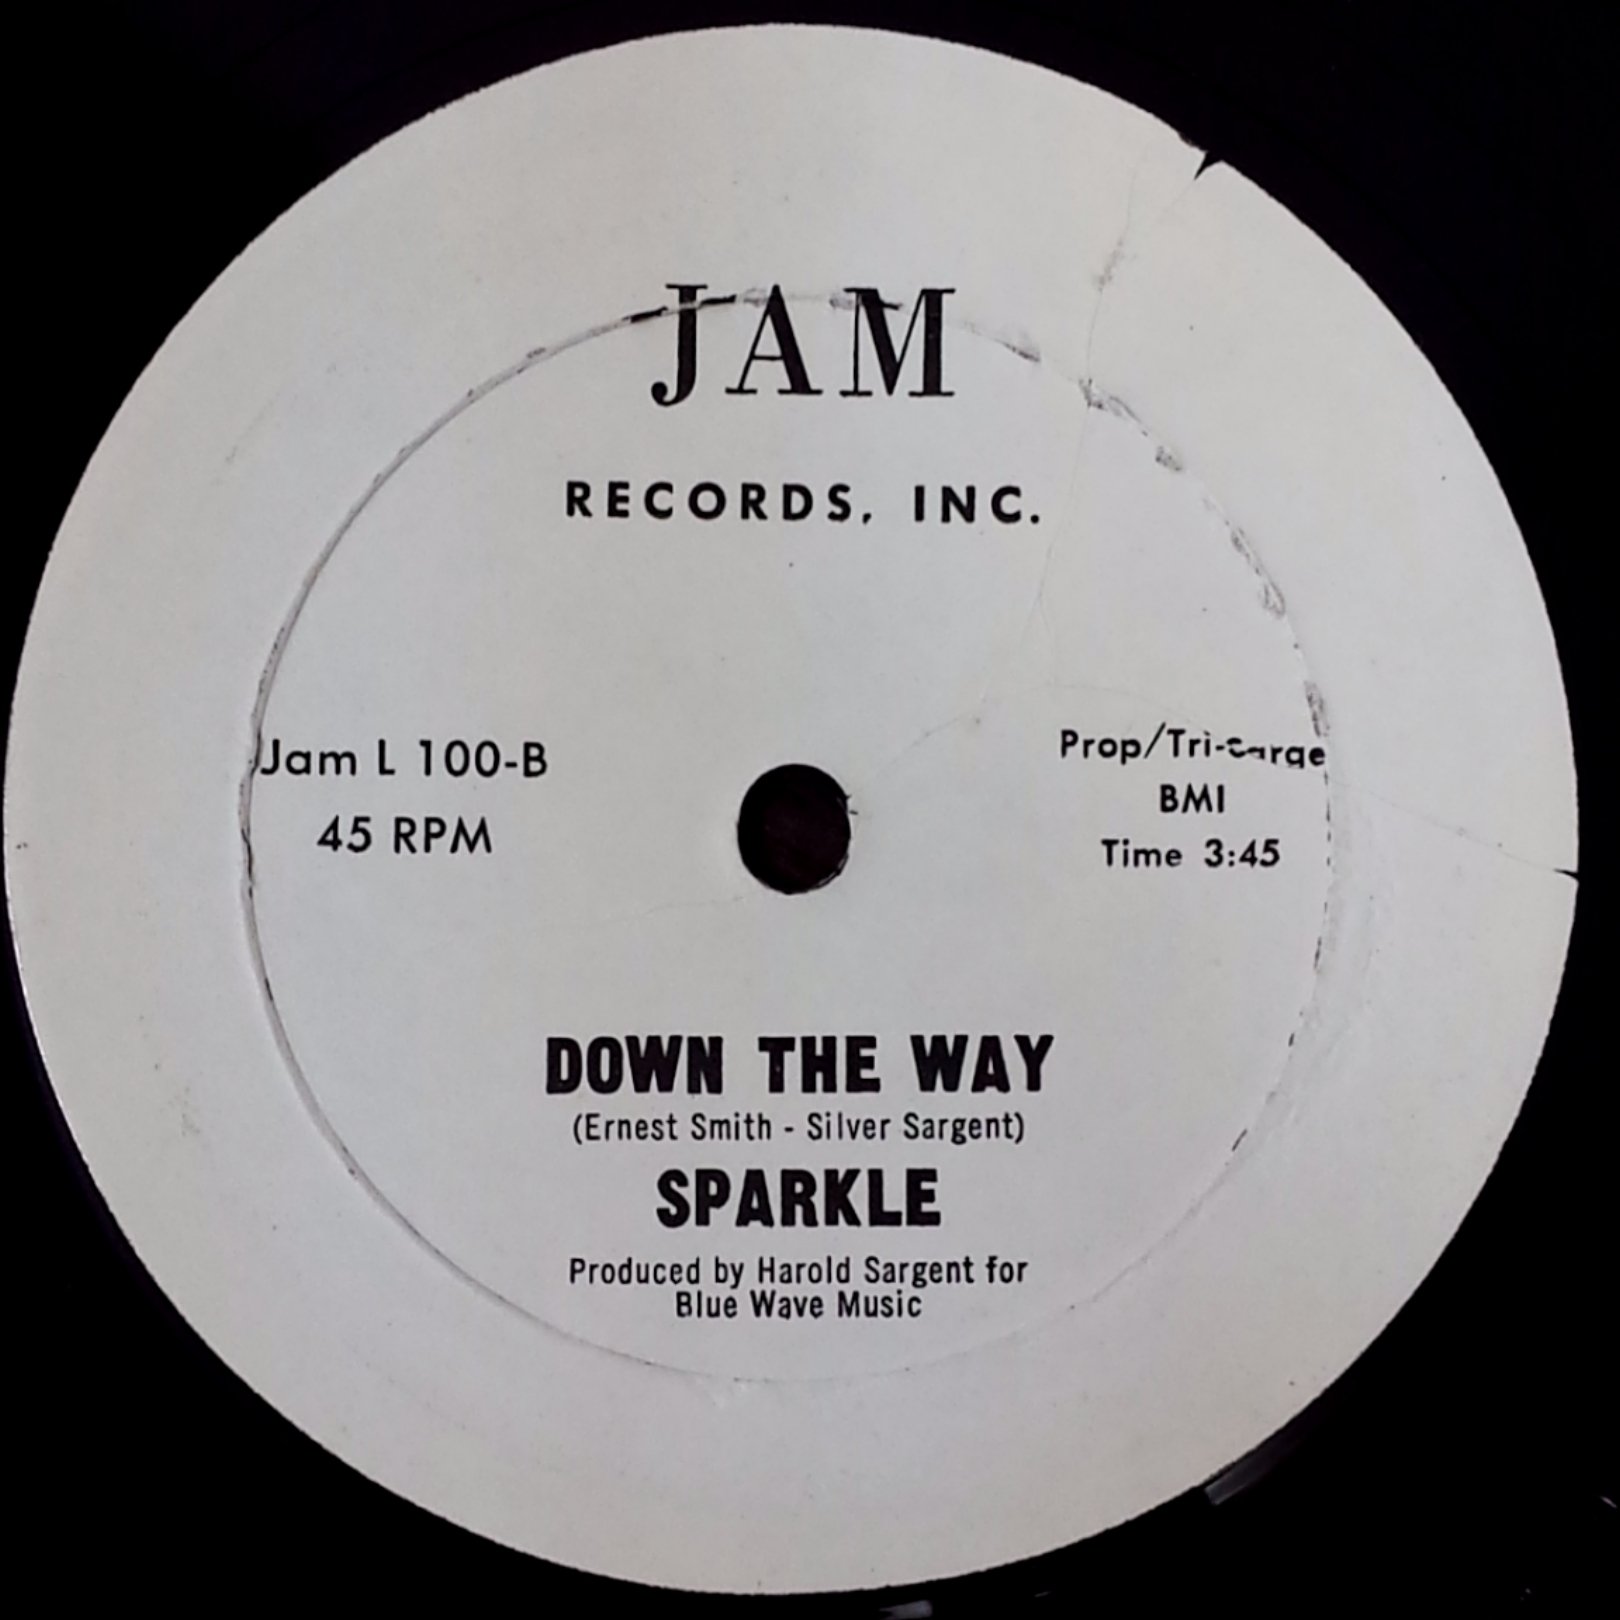 JAM
RECORDS, INC.
Jam L 100-B
45 RPM
Prop/Tri-
BMI
Time 3:45
DOWN THE WAY
(Ernest Smith - Silver Sargent)
SPARKLE
Produced by Harold Sargent for
Blue Wave Music